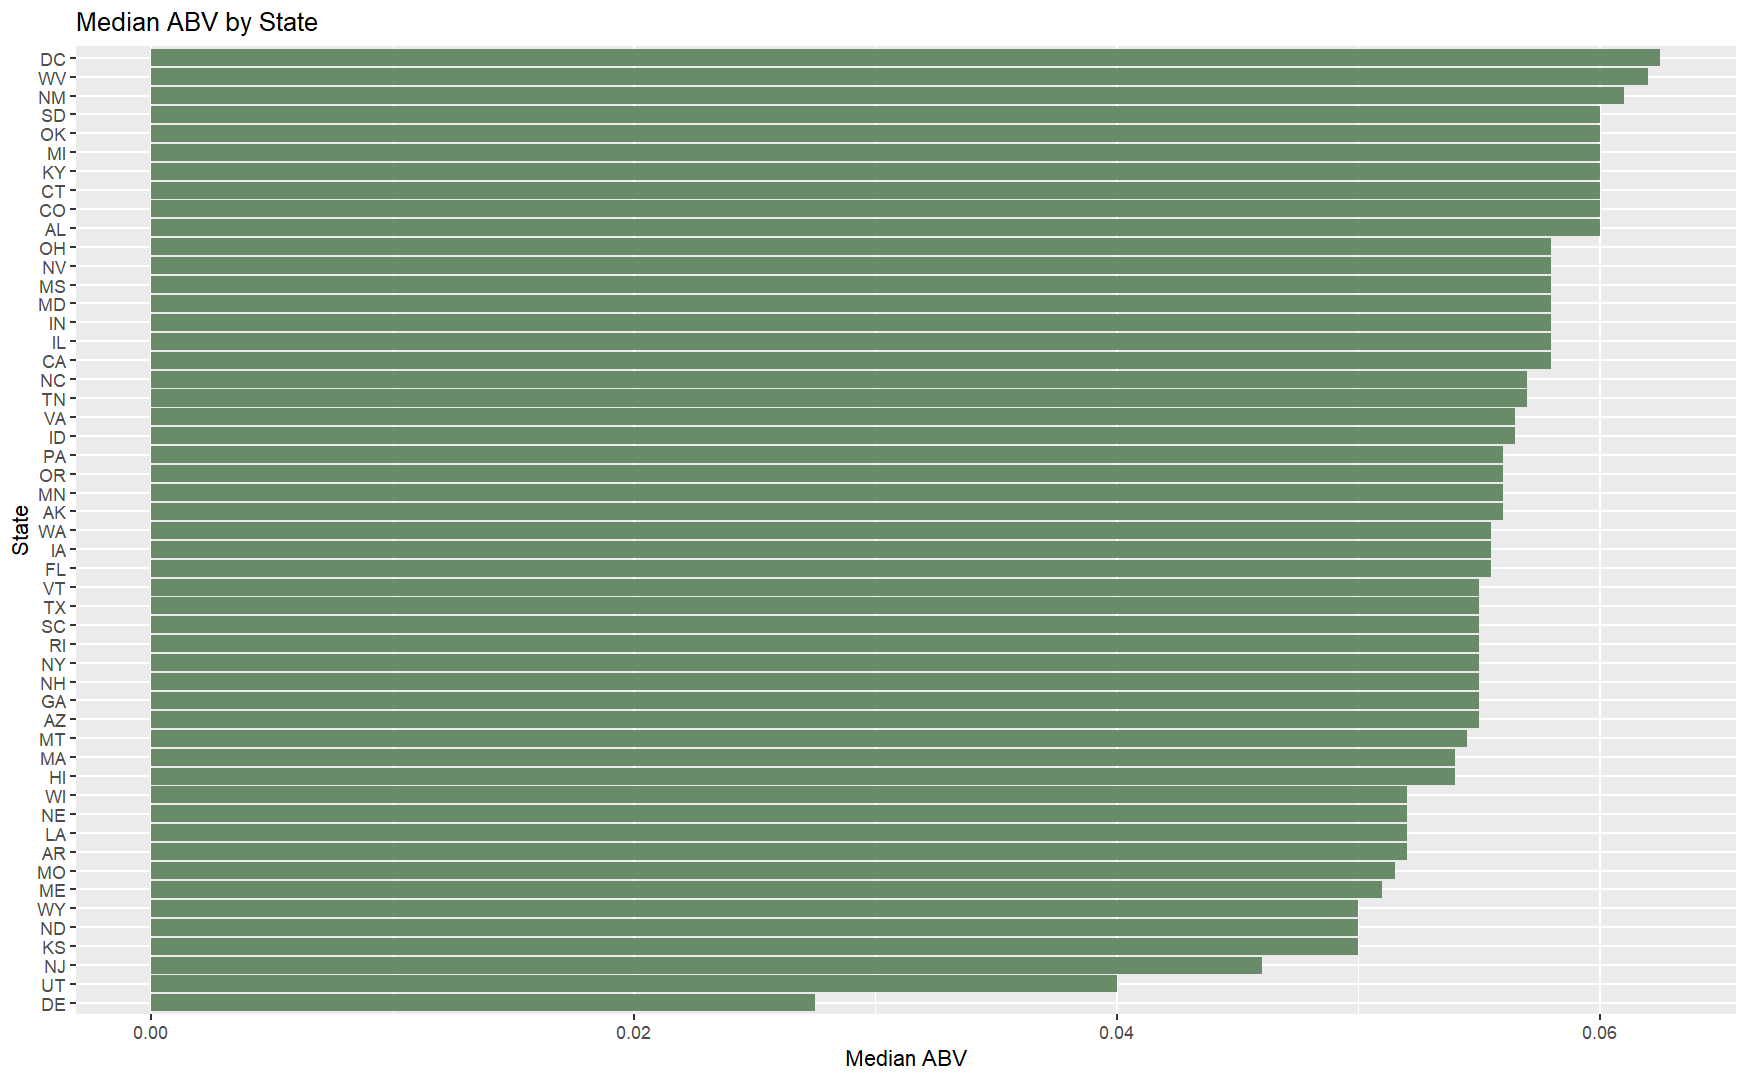 Median ABV by State
DC
WV
NM
SD
OK
MI
KY
CT
CO
AL
OH
NV
MS
MD
IN
IL
CA
NC
TN
VA
ID
PA
OR
MN
AK
WA
IA
FL
VT
TX
SC
RI
NY
NH
GA
AZ
MT
MA
HI
WI
NE
LA
AR
MO
ME
WY
ND
KS
NJ
UT
DE
State
0.00 0.02 0.04 0.06
Median ABV